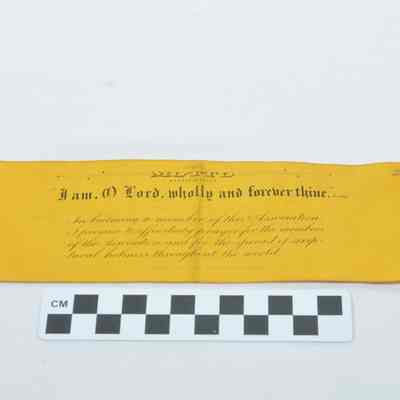 I am, O Lord, wholly and forever thine.
In becoming a member of this Association
I promise to offer daily prayer for the members
of the Association and for the spread of scrip-
tural holiness throughout the world.
CM